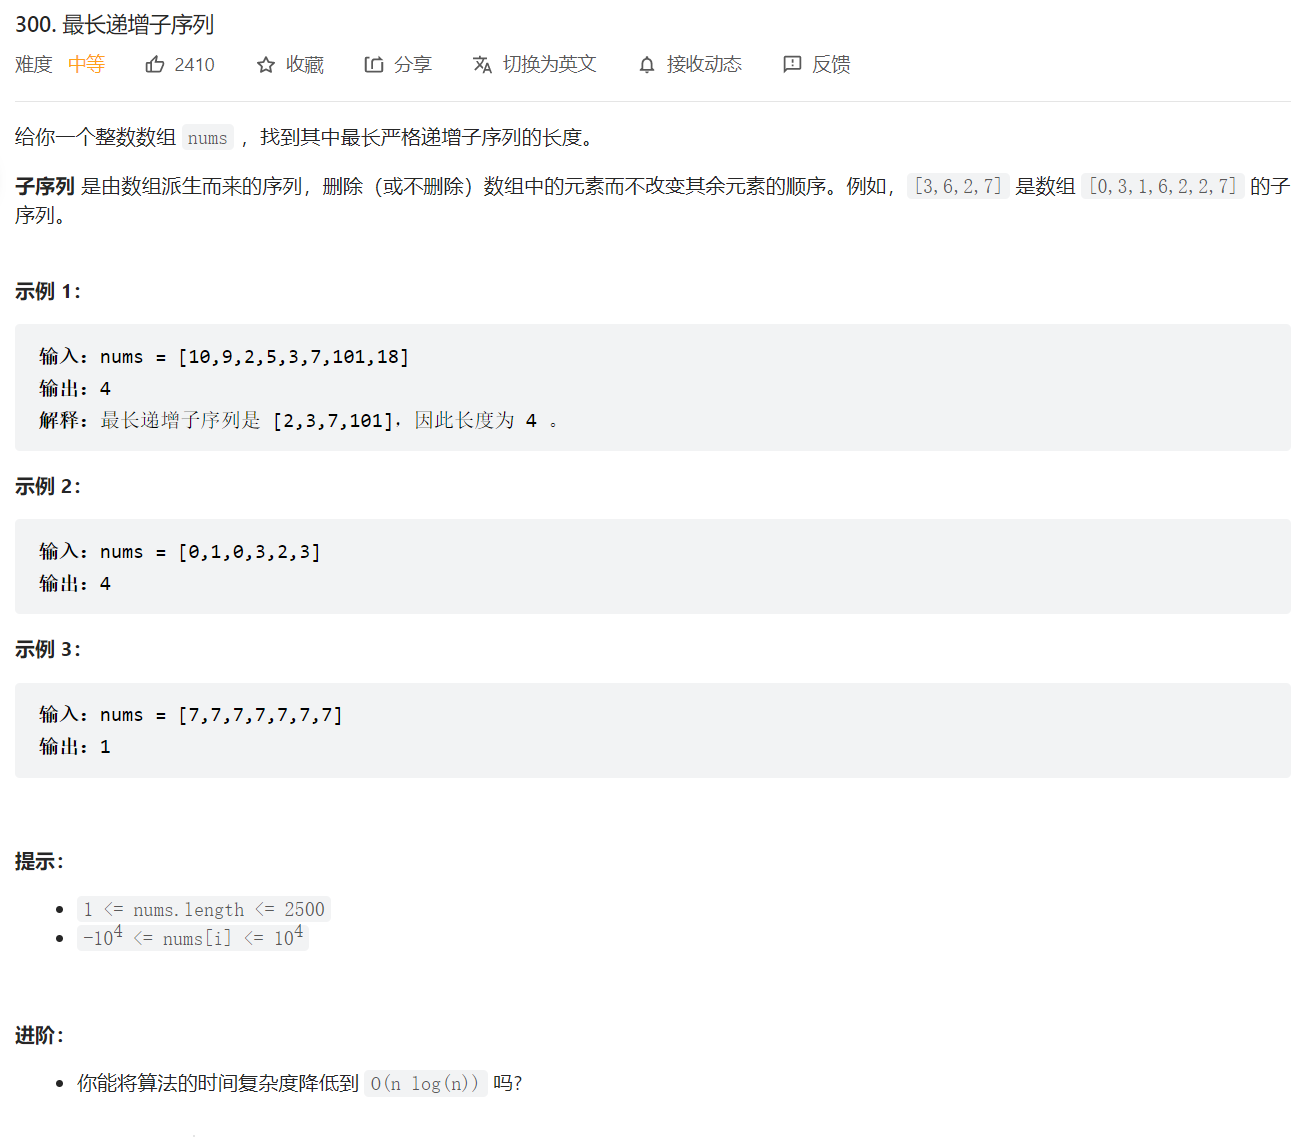 300. 最长递增子序列
难度 中等 2410 收藏 分享 切换为英文 接收动态 反馈
给你一个整数数组 nums ，找到其中最长严格递增子序列的长度。
子序列 是由数组派生而来的序列，删除（或不删除）数组中的元素而不改变其余元素的顺序。例如，[3,6,2,7] 是数组 [0,3,1,6,2,2,7] 的子
序列。
示例 1：
输入：nums = [10,9,2,5,3,7,101,18]
输出：4
解释：最长递增子序列是 [2,3,7,101]，因此长度为 4 。
示例 2：
输入：nums = [0,1,0,3,2,3]
输出：4
示例 3：
输入：nums = [7,7,7,7,7,7,7]
输出：1
提示：
• 1 <= nums.length <= 2500
• -10⁴ <= nums[i] <= 10⁴
进阶：
• 你能将算法的时间复杂度降低到 O(n log(n)) 吗?